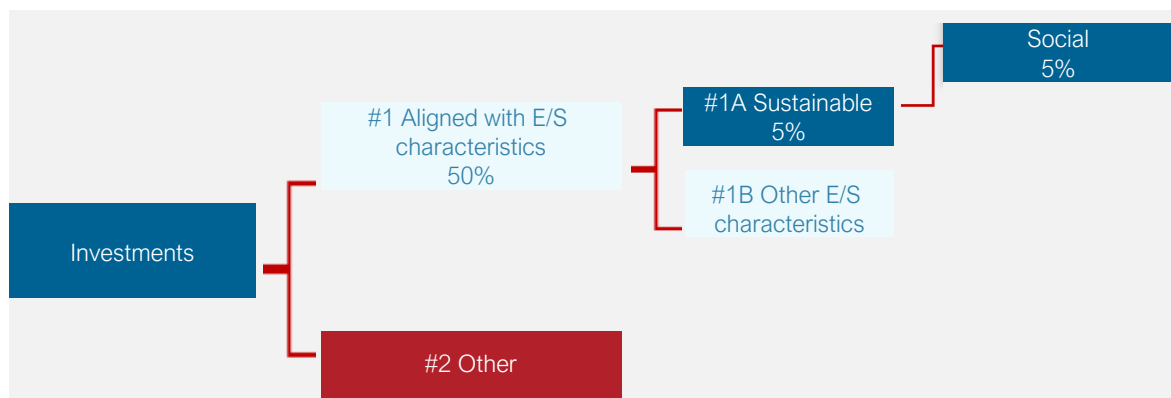 Social
5%
#1A Sustainable
5%
#1 Aligned with E/S
characteristics
50%
#1B Other E/S
characteristics
Investments
#2 Other